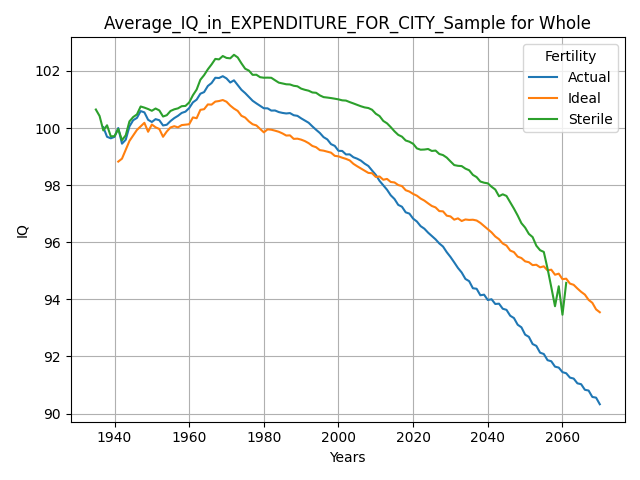 Average_IQ_in_EXPENDITURE_FOR_CITY_Sample for Whole
Fertility
Actual
Ideal
Sterile
IQ
102
100
98
96
94
92
90
1940 1960 1980 2000 2020 2040 2060
Years